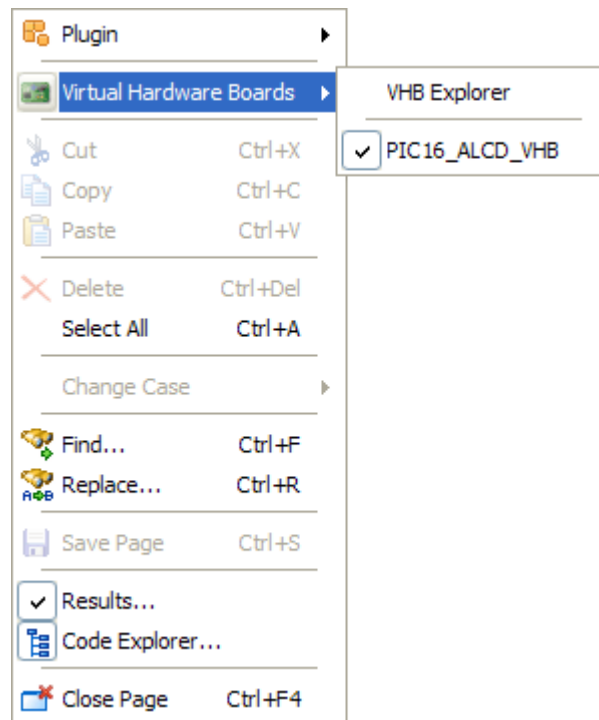 Plugin
Virtual Hardware Boards
VHB Explorer
PIC16_ALCD_VHB
Cut Ctrl+X
Copy Ctrl+C
Paste Ctrl+V
Delete Ctrl+Del
Select All Ctrl+A
Change Case
Find... Ctrl+F
Replace... Ctrl+R
Save Page Ctrl+S
Results...
Code Explorer...
Close Page Ctrl+F4